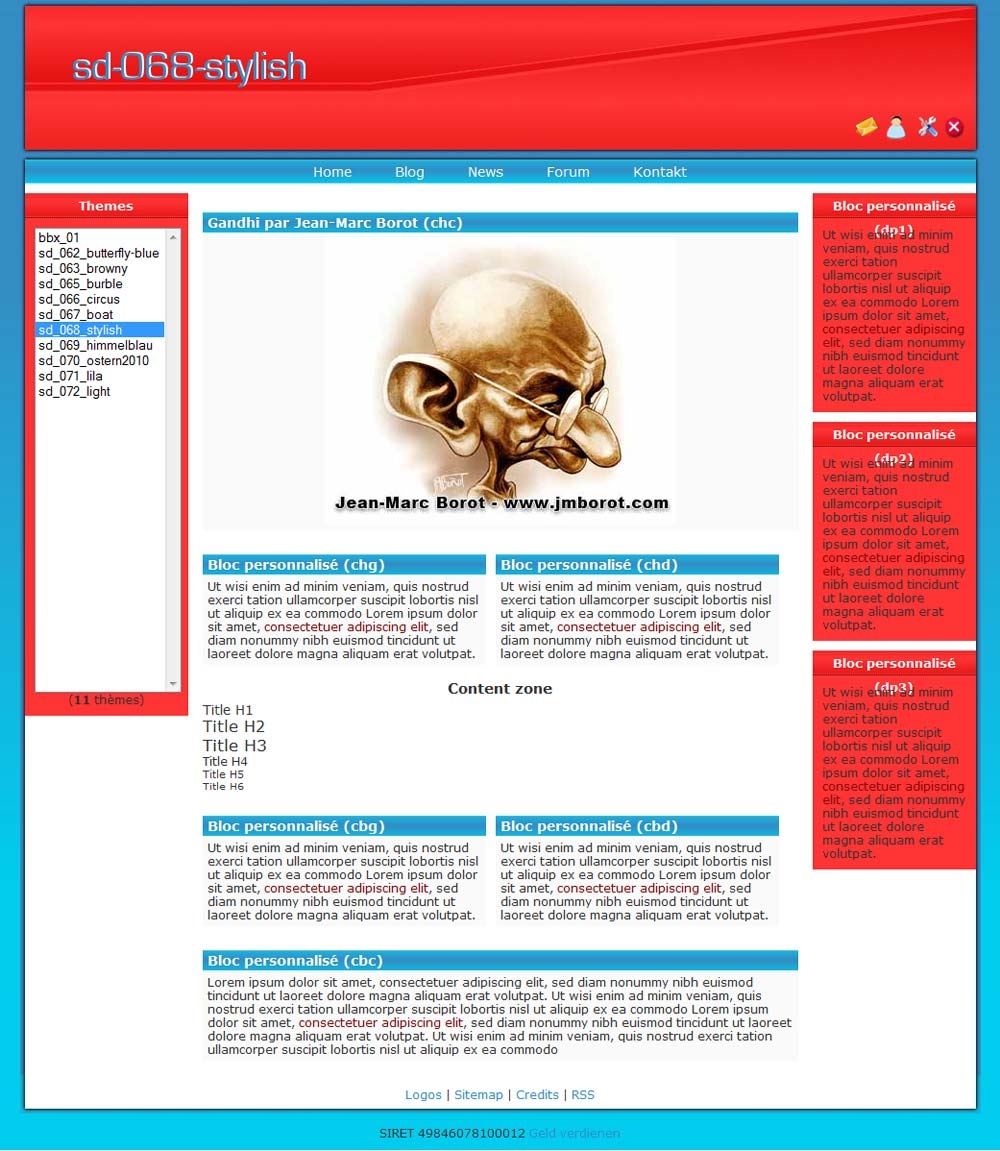 sd-068-stylish
Home Blog News Forum Kontakt
Themes
bbx_01
sd_062_butterfly-blue
sd_063_browny
sd_065_burble
sd_066_circus
sd_067_boat
sd_068_stylish
sd_069_himmelblau
sd_070_ostern2010
sd_071_lila
sd_072_light
(11 thèmes)
Gandhi par Jean-Marc Borot (chc)
Jean-Marc Borot - www.jmborot.com
Bloc personnalisé (chg)
Ut wisi enim ad minim veniam, quis nostrud
exerci tation ullamcorper suscipit lobortis nisl
ut aliquip ex ea commodo Lorem ipsum dolor
sit amet, consectetuer adipiscing elit, sed
diam nonummy nibh euismod tincidunt ut
laoreet dolore magna aliquam erat volutpat.
Bloc personnalisé (chd)
Ut wisi enim ad minim veniam, quis nostrud
exerci tation ullamcorper suscipit lobortis nisl
ut aliquip ex ea commodo Lorem ipsum dolor
sit amet, consectetuer adipiscing elit, sed
diam nonummy nibh euismod tincidunt ut
laoreet dolore magna aliquam erat volutpat.
Content zone
Title H1
Title H2
Title H3
Title H4
Title H5
Title H6
Bloc personnalisé (cbg)
Ut wisi enim ad minim veniam, quis nostrud
exerci tation ullamcorper suscipit lobortis nisl
ut aliquip ex ea commodo Lorem ipsum dolor
sit amet, consectetuer adipiscing elit, sed
diam nonummy nibh euismod tincidunt ut
laoreet dolore magna aliquam erat volutpat.
Bloc personnalisé (cbd)
Ut wisi enim ad minim veniam, quis nostrud
exerci tation ullamcorper suscipit lobortis nisl
ut aliquip ex ea commodo Lorem ipsum dolor
sit amet, consectetuer adipiscing elit, sed
diam nonummy nibh euismod tincidunt ut
laoreet dolore magna aliquam erat volutpat.
Bloc personnalisé (cbc)
Lorem ipsum dolor sit amet, consectetuer adipiscing elit, sed diam nonummy nibh euismod
tincidunt ut laoreet dolore magna aliquam erat volutpat. Ut wisi enim ad minim veniam, quis
nostrud exerci tation ullamcorper suscipit lobortis nisl ut aliquip ex ea commodo Lorem ipsum
dolor sit amet, consectetuer adipiscing elit, sed diam nonummy nibh euismod tincidunt ut laoreet
dolore magna aliquam erat volutpat. Ut wisi enim ad minim veniam, quis nostrud exerci tation
ullamcorper suscipit lobortis nisl ut aliquip ex ea commodo
Bloc personnalisé
(dp1)
Ut wisi enim ad minim
veniam, quis nostrud
exerci tation
ullamcorper suscipit
lobortis nisl ut aliquip
ex ea commodo Lorem
ipsum dolor sit amet,
consectetuer adipiscing
elit, sed diam nonummy
nibh euismod tincidunt
ut laoreet dolore
magna aliquam erat
volutpat.
Bloc personnalisé
(dp2)
Ut wisi enim ad minim
veniam, quis nostrud
exerci tation
ullamcorper suscipit
lobortis nisl ut aliquip
ex ea commodo Lorem
ipsum dolor sit amet,
consectetuer adipiscing
elit, sed diam nonummy
nibh euismod tincidunt
ut laoreet dolore
magna aliquam erat
volutpat.
Bloc personnalisé
(dp3)
Ut wisi enim ad minim
veniam, quis nostrud
exerci tation
ullamcorper suscipit
lobortis nisl ut aliquip
ex ea commodo Lorem
ipsum dolor sit amet,
consectetuer adipiscing
elit, sed diam nonummy
nibh euismod tincidunt
ut laoreet dolore
magna aliquam erat
volutpat.
Logos | Sitemap | Credits | RSS
SIRET 49846078100012 Geld verdienen